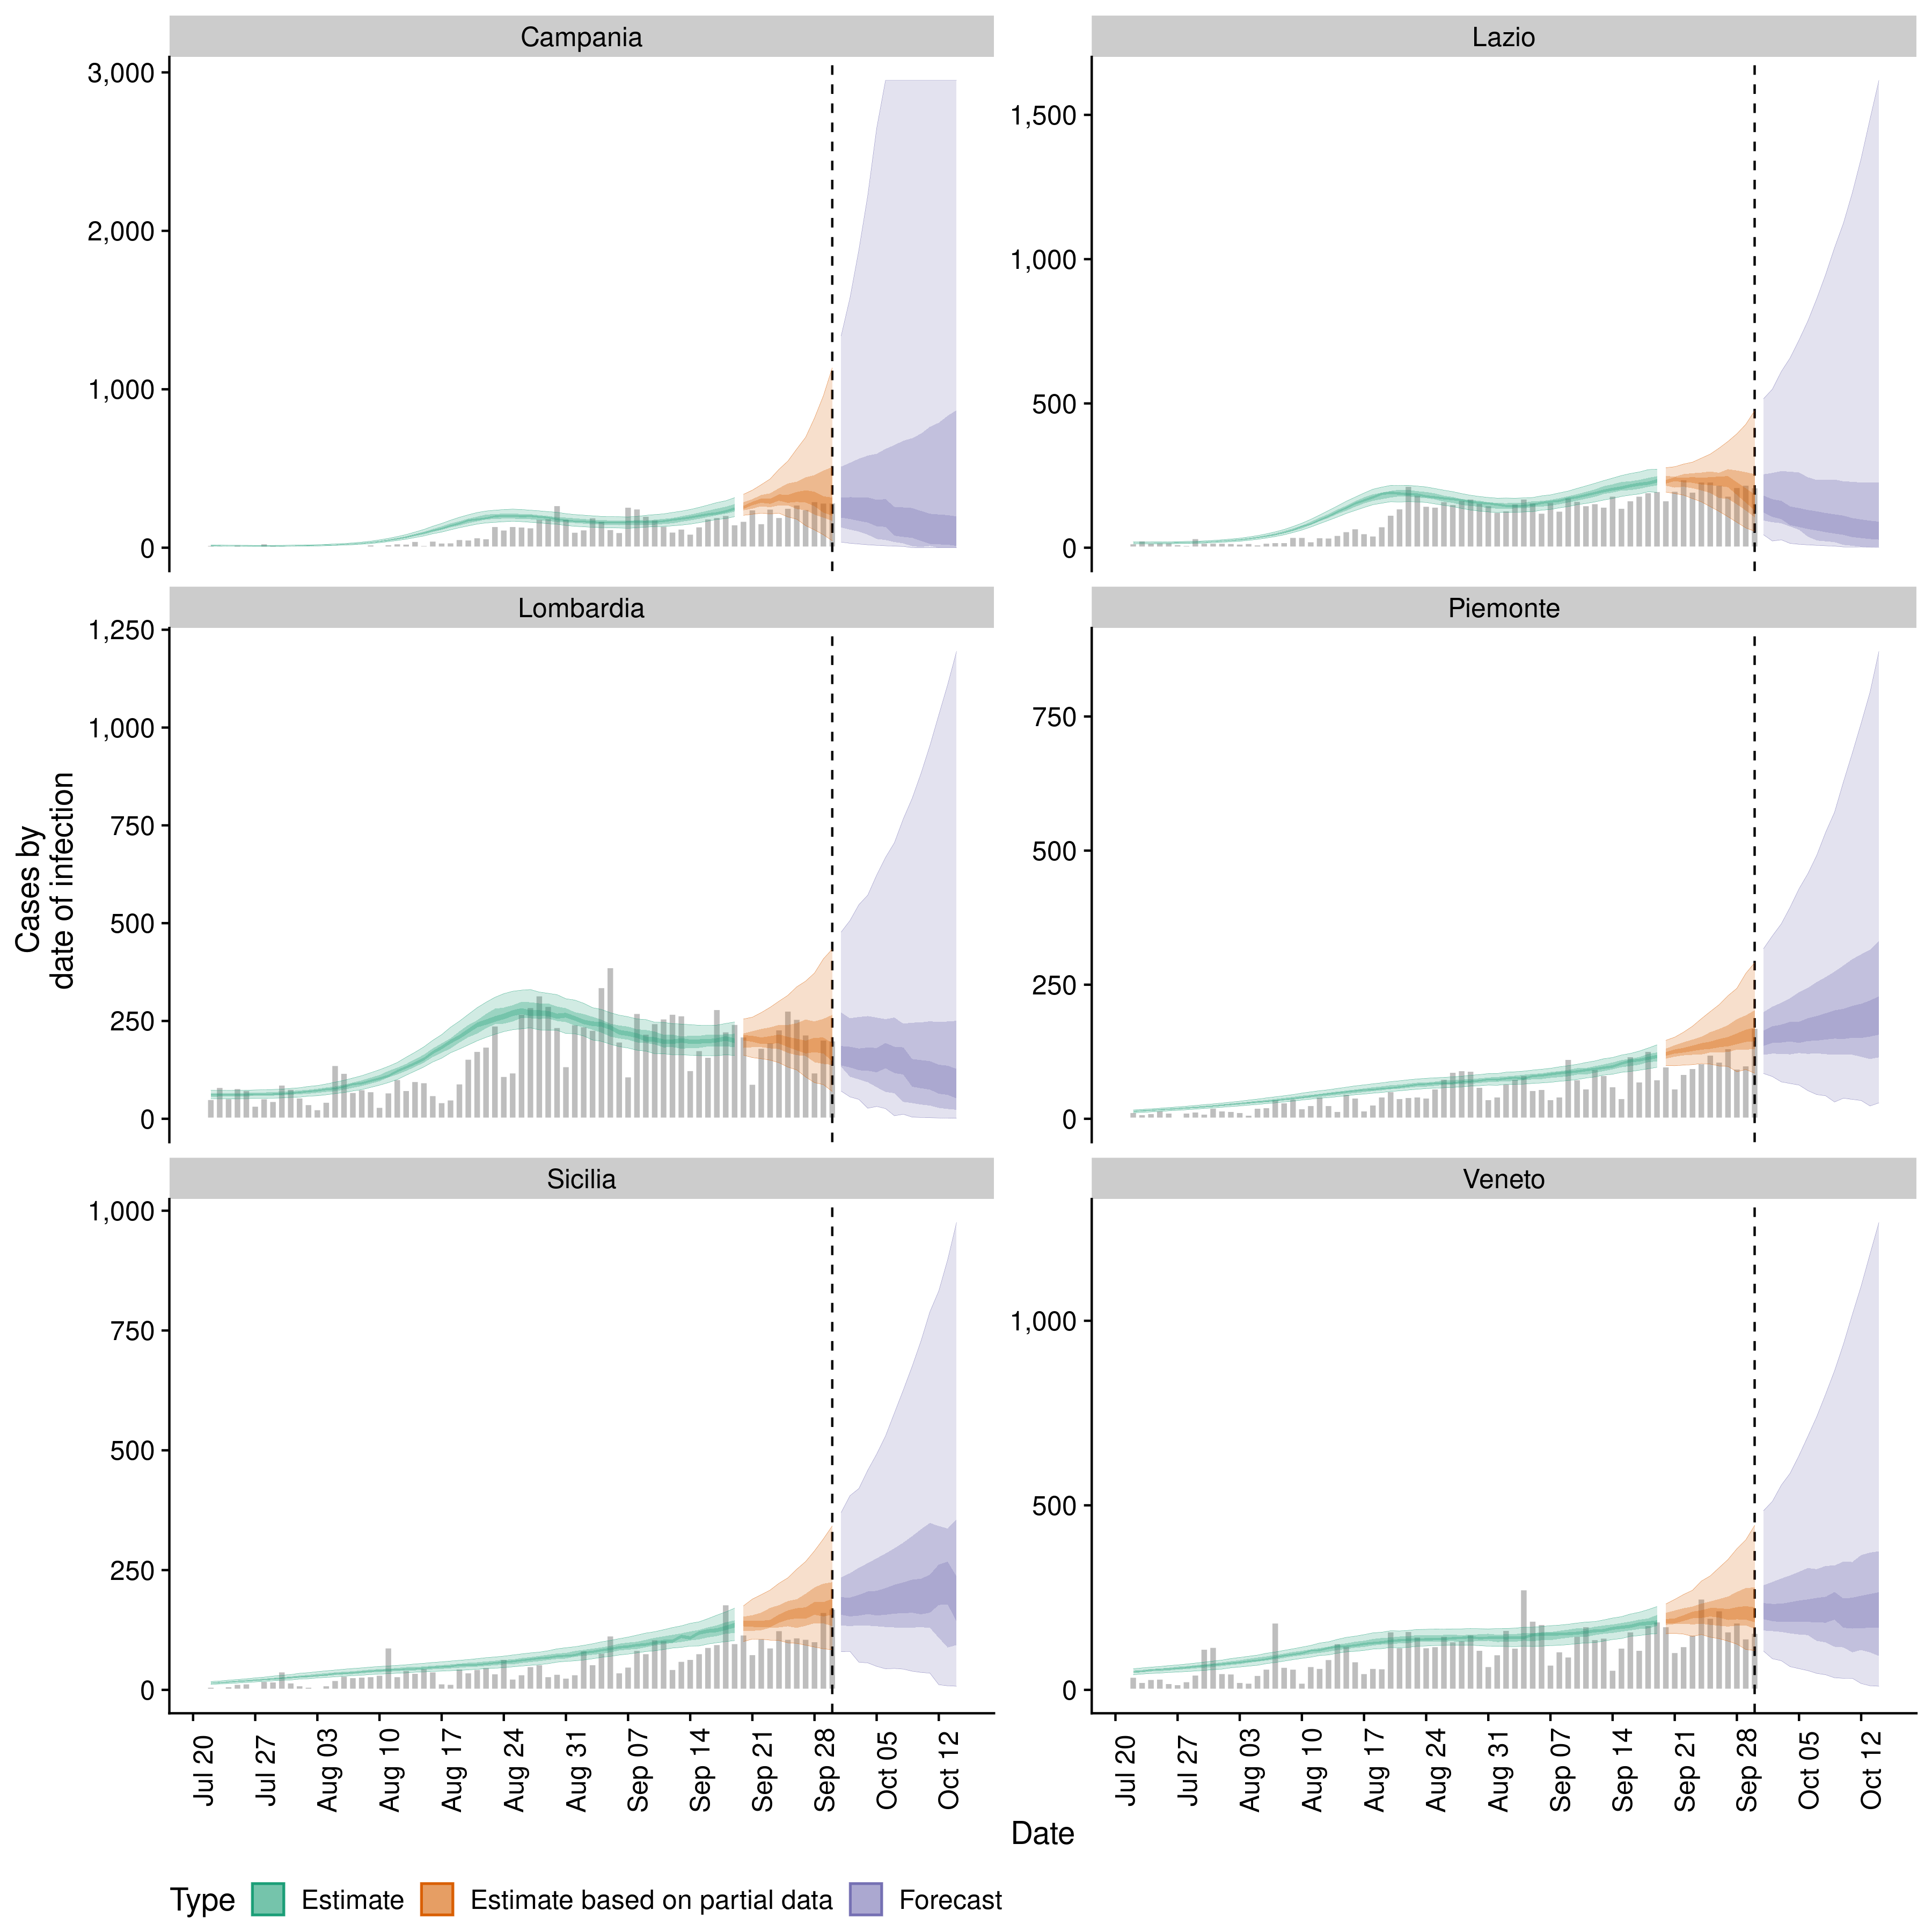 Campania
Lazio
3,000
2,000
1,000
0
1,500
1,000
500
0
Lombardia
Piemonte
1,250
1,000
750
500
250
0
750
500
250
0
Cases by
date of infection
Sicilia
Veneto
1,000
750
500
250
0
1,000
500
0
Jul 20 Jul 27 Aug 03 Aug 10 Aug 17 Aug 24 Aug 31 Sep 07 Sep 14 Sep 21 Sep 28 Oct 05 Oct 12
Jul 20 Jul 27 Aug 03 Aug 10 Aug 17 Aug 24 Aug 31 Sep 07 Sep 14 Sep 21 Sep 28 Oct 05 Oct 12
Date
Type Estimate Estimate based on partial data Forecast